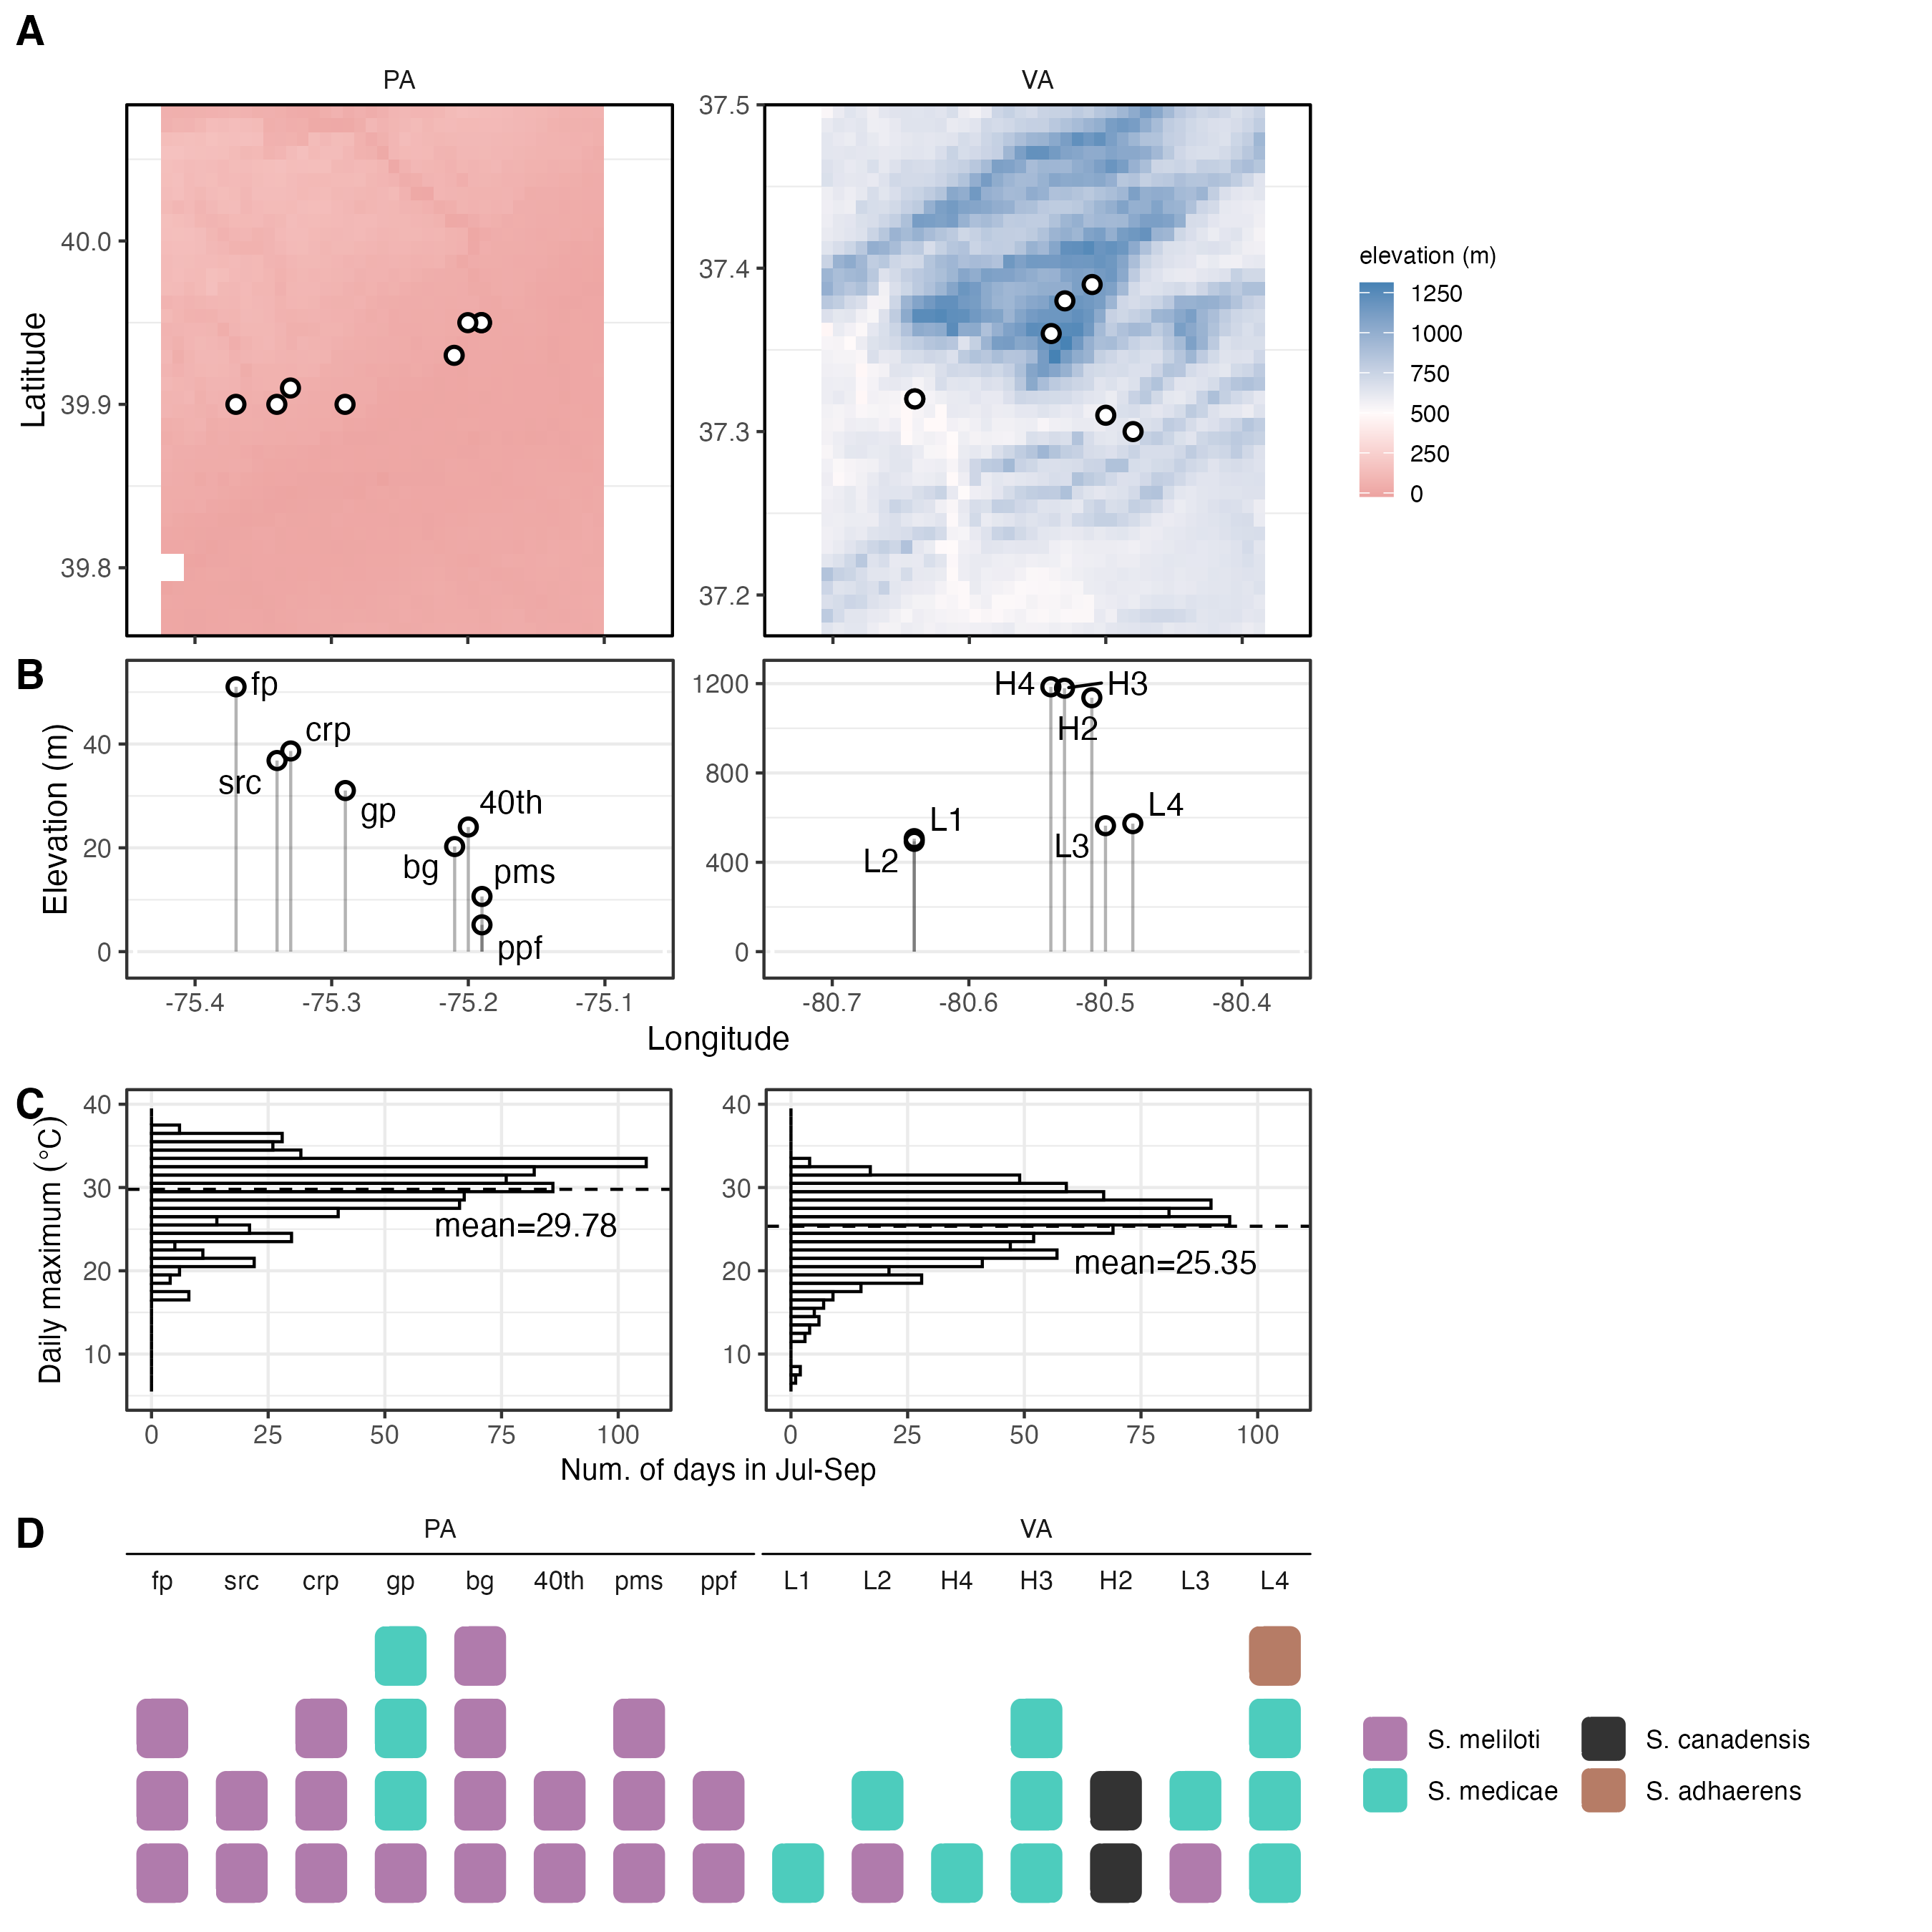 A
PA
VA
Latitude
40.0
39.9
39.8
37.5
37.4
37.3
37.2
elevation (m)
1250
1000
750
500
250
0
B
Elevation (m)
40
20
0
fp
crp
src
gp
40th
bg
pms
ppf
1200
800
400
0
H4
H3
H2
L1
L2
L3
L4
-75.4
-75.3
-75.2
-75.1
-80.7
-80.6
-80.5
-80.4
Longitude
C
Daily maximum (°C)
40
30
20
10
mean=29.78
0
25
50
75
100
40
30
20
10
mean=25.35
0
25
50
75
100
Num. of days in Jul-Sep
D
PA
VA
fp src crp gp bg 40th pms ppf L1 L2 H4 H3 H2 L3 L4
S. meliloti
S. canadensis
S. medicae
S. adhaerens